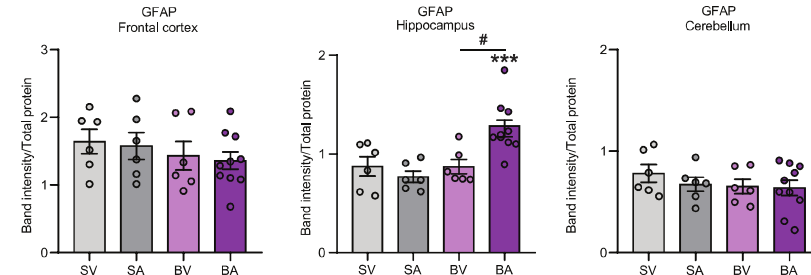 GFAP
Frontal cortex
Band intensity/Total protein
3
2
1
0
SV SA BV BA
GFAP
Hippocampus
#
***
Band intensity/Total protein
2
1
0
SV SA BV BA
GFAP
Cerebellum
Band intensity/Total protein
2
1
0
SV SA BV BA